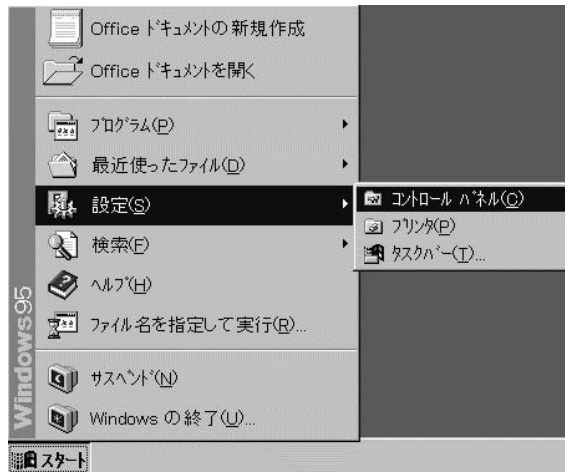 Office ﾄﾞｷｭﾒﾝﾄの新規作成
Office ﾄﾞｷｭﾒﾝﾄを開く
ﾌﾟﾛｸﾞﾗﾑ(P)
最近使ったﾌｧｲﾙ(D)
設定(S)
ｺﾝﾄﾛｰﾙ ﾊﾟﾈﾙ(C)
ﾌﾟﾘﾝﾀ(P)
ﾀｽｸﾊﾞｰ(T)...
検索(F)
ﾍﾙﾌﾟ(H)
ﾌｧｲﾙ名を指定して実行(R)...
ｻｽﾍﾟﾝﾄﾞ(N)
Windows の終了(U)...
Windows95
スタート